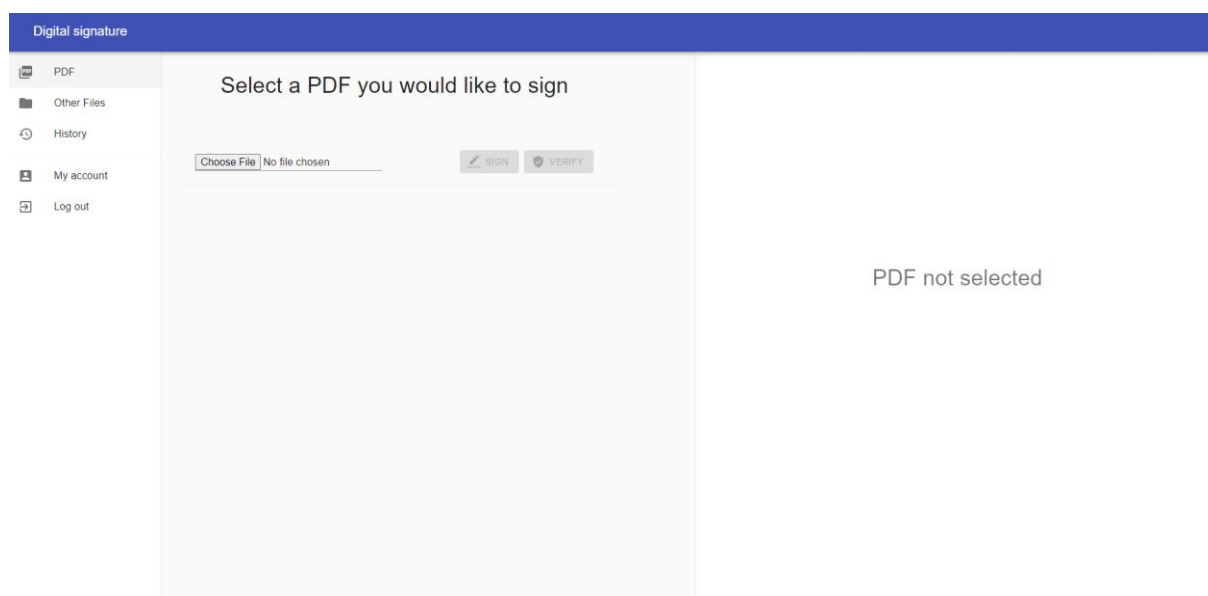 Digital signature
PDF
Other Files
History
My account
Log out
Select a PDF you would like to sign
Choose File No file chosen
SIGN
VERIFY
PDF not selected